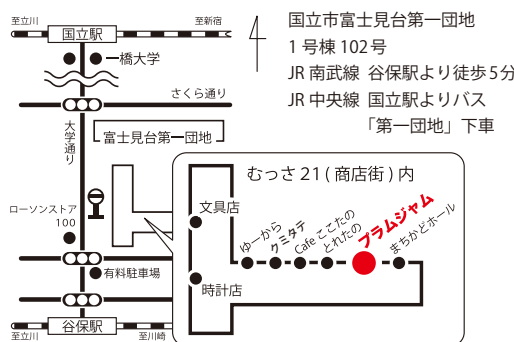 至立川
国立駅
至新宿
一橋大学
さくら通り
大学通り
富士見台第一団地
ローソンストア
100
有料駐車場
至立川
谷保駅
至川崎
国立市富士見台第一団地
1号棟102号
JR南武線 谷保駅より徒歩5分
JR中央線 国立駅よりバス
「第一団地」下車
むっさ21(商店街)内
文具店
時計店
ゆーから
クミタテ
Cafe ここたの
とれたの
プラムジャム
まちかどホール